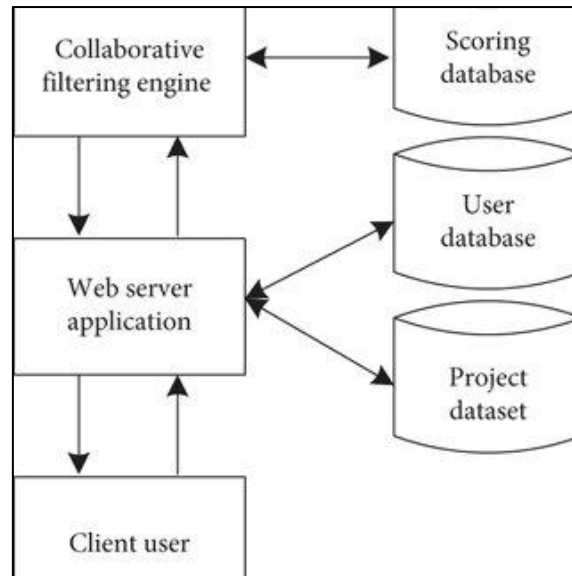 Collaborative
filtering engine
Scoring
database
User
database
Web server
application
Project
dataset
Client user